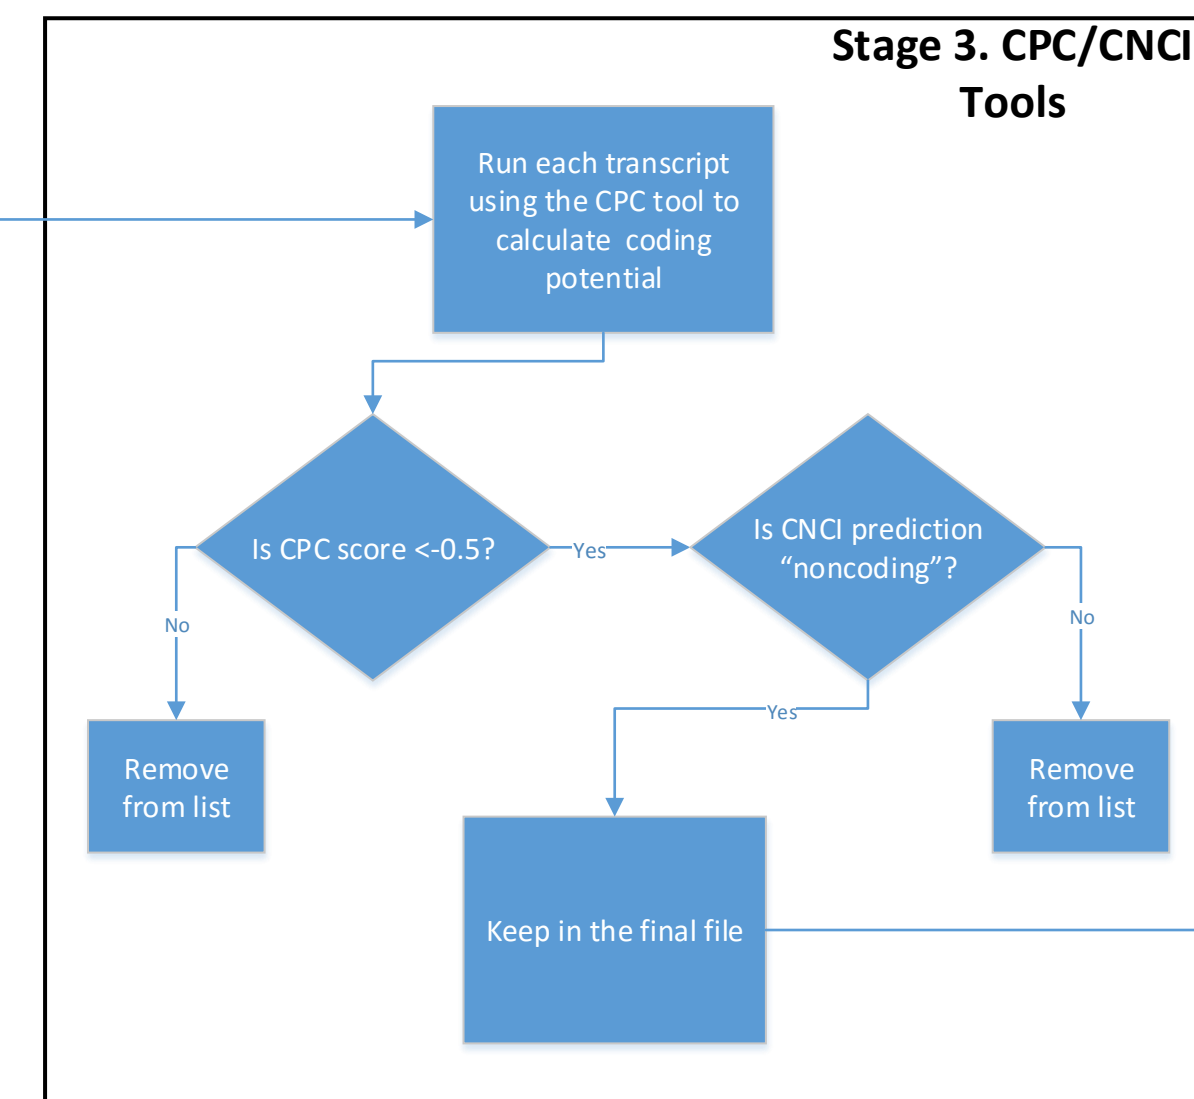 Stage 3. CPC/CNCI
Tools
Run each transcript
using the CPC tool to
calculate coding
potential
Is CPC score <-0.5?
Yes
Is CNCI prediction
“noncoding”?
No
No
Yes
Remove
from list
Remove
from list
Keep in the final file